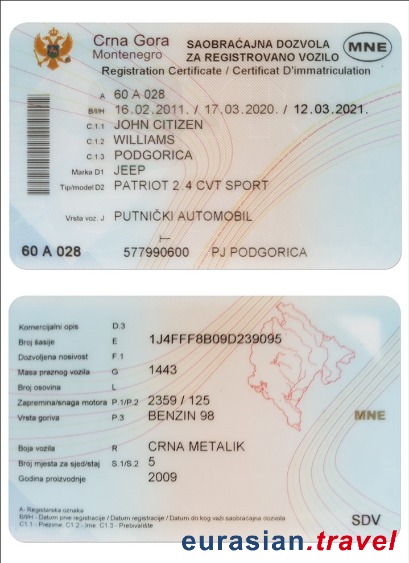 Crna Gora
Montenegro
SAOBRAĆAJNA DOZVOLA
ZA REGISTROVANO VOZILO
MNE
Registration Certificate / Certificat D'immatriculation
A 60 A 028
B/I/H 16.02.2011. / 17.03.2020. / 12.03.2021.
C.1.1 JOHN CITIZEN
C.1.2 WILLIAMS
C.1.3 PODGORICA
Marka D1 JEEP
Tip/model D2 PATRIOT 2.4 CVT SPORT
Vrsta voz. J PUTNIČKI AUTOMOBIL
60 A 028 577990600 PJ PODGORICA
Komercijalni opis D.3
Broj šasije E 1J4FFF8B09D239095
Dozvoljena nosivost F.1
Masa praznog vozila G 1443
Broj osovina L
Zapremina/snaga motora P.1/P.2 2359 / 125
Vrsta goriva P.3 BENZIN 98
MNE
Boja vozila R CRNA METALIK
Broj mjesta za sjed/staj S.1/S.2 5
Godina proizvodnje 2009
A- Registarska oznaka
B/I/H - Datum prve registracije / Datum registracije / Datum do kog važi saobraćajna dozvola
C.1.1 - Prezime C1.2 - Ime C1.3 - Prebivalište
SDV
eurasian.travel